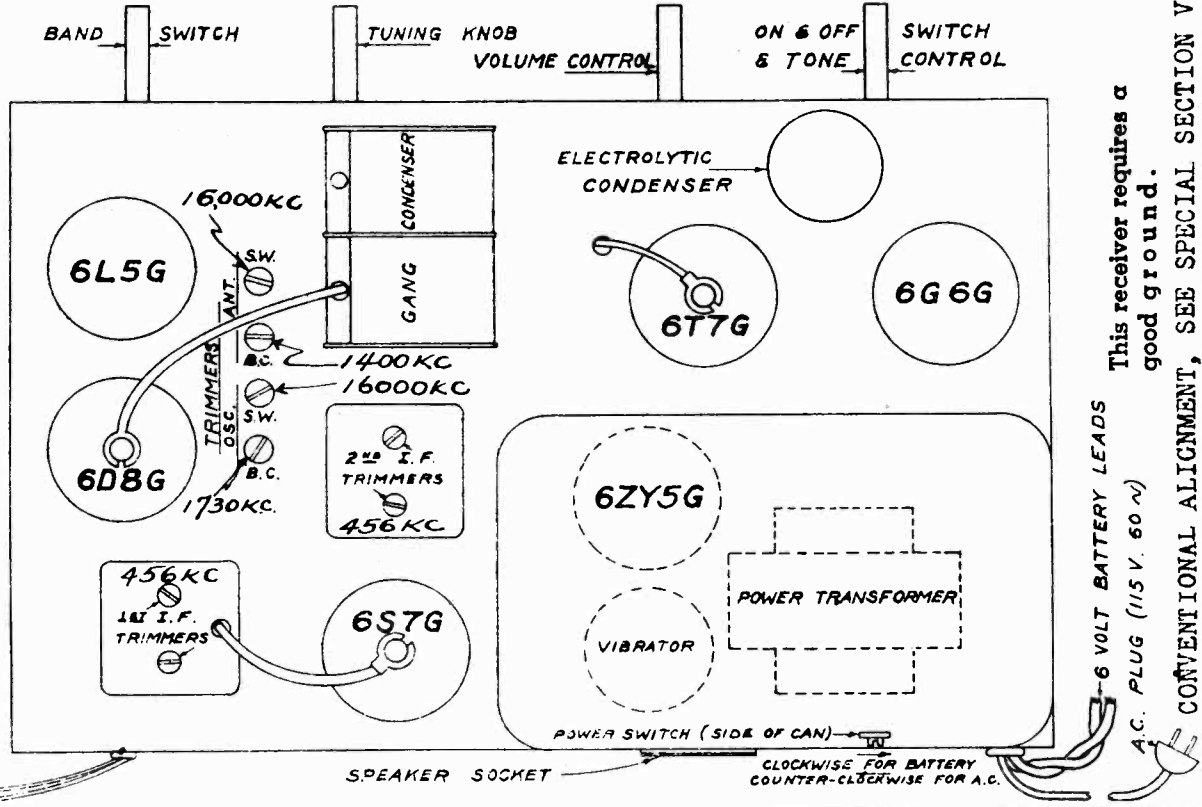 BAND SWITCH
TUNING KNOB
VOLUME CONTROL
ON & OFF SWITCH
& TONE CONTROL
ELECTROLYTIC
CONDENSER
GANG CONDENSER
16,000KC
6L5G
S.W.
ANT.
B.C.
TRIMMERS
1400KC
16000KC
OSC.
S.W.
B.C.
1730KC.
6D8G
6T7G
6G6G
2ND I.F.
TRIMMERS
456KC
456KC
1ST I.F.
TRIMMERS
6S7G
6ZY5G
POWER TRANSFORMER
VIBRATOR
POWER SWITCH (SIDE OF CAN)
SPEAKER SOCKET
CLOCKWISE FOR BATTERY
COUNTER-CLOCKWISE FOR A.C.
6 VOLT BATTERY LEADS
A.C. PLUG (115 V. 60 ~)
This receiver requires a
good ground.
CONVENTIONAL ALIGNMENT, SEE SPECIAL SECTION V